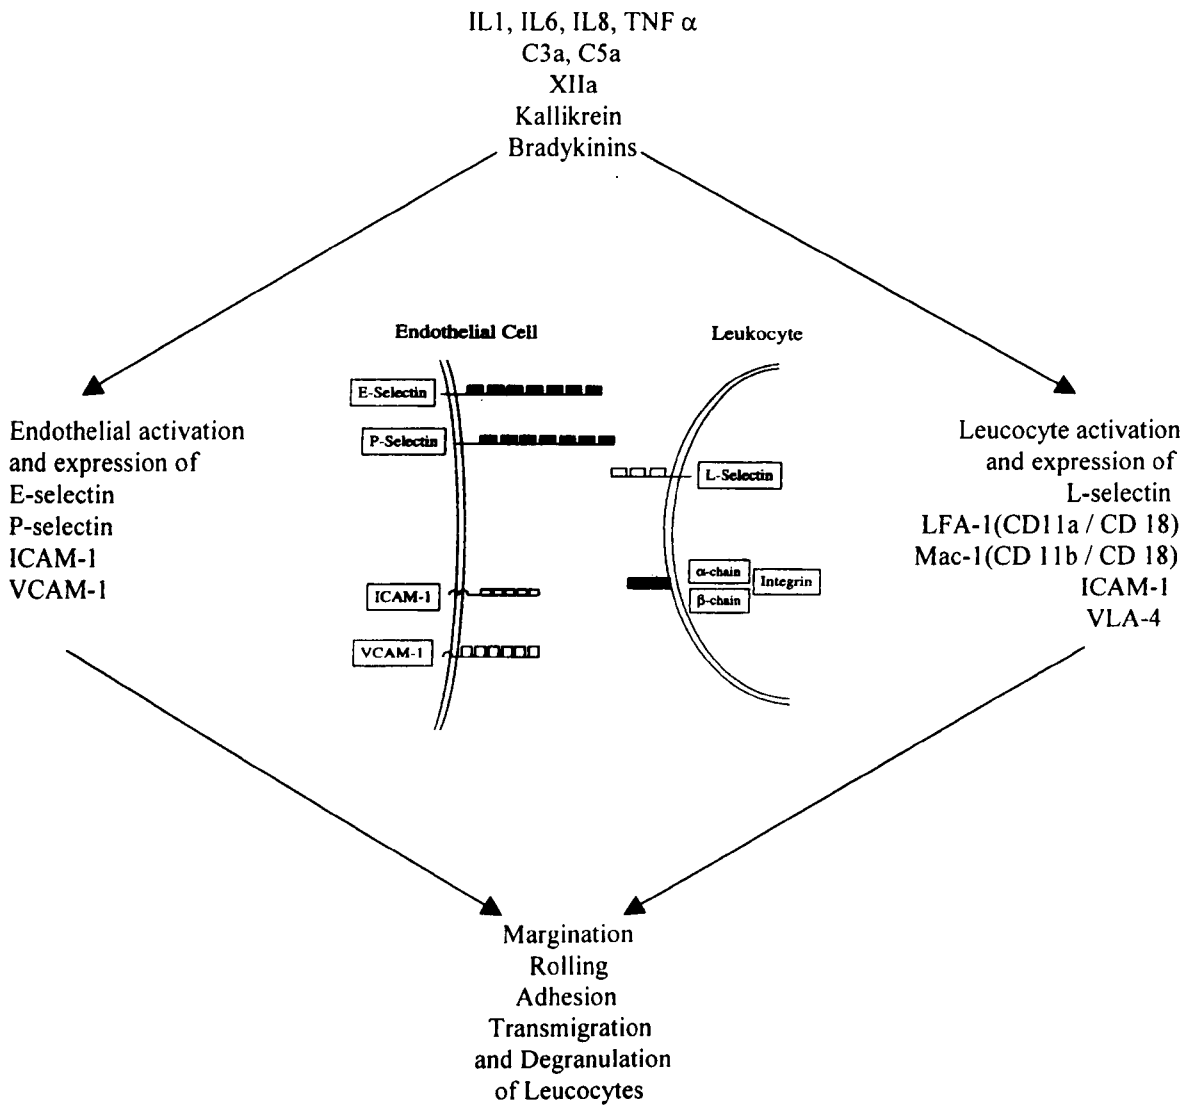 IL1, IL6, IL8, TNF α
C3a, C5a
XIIa
Kallikrein
Bradykinins
Endothelial Cell
Leukocyte
E-Selectin
P-Selectin
L-Selectin
ICAM-1
α-chain
β-chain
Integrin
VCAM-1
Endothelial activation
and expression of
E-selectin
P-selectin
ICAM-1
VCAM-1
Leucocyte activation
and expression of
L-selectin
LFA-1(CD11a / CD 18)
Mac-1(CD 11b / CD 18)
ICAM-1
VLA-4
Margination
Rolling
Adhesion
Transmigration
and Degranulation
of Leucocytes